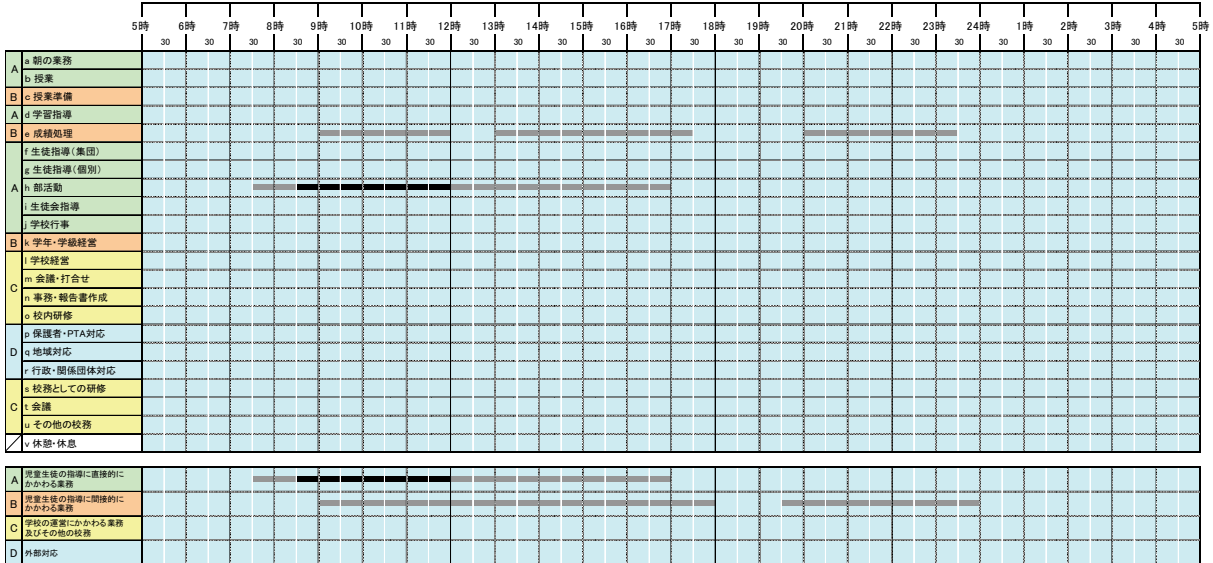 5時 6時 7時 8時 9時 10時 11時 12時 13時 14時 15時 16時 17時 18時 19時 20時 21時 22時 23時 24時 1時 2時 3時 4時 5時
30 30 30 30 30 30 30 30 30 30 30 30 30 30 30 30 30 30 30 30 30 30 30 30
A
a 朝の業務
b 授業
B c 授業準備
A d 学習指導
B e 成績処理
A
f 生徒指導(集団)
g 生徒指導(個別)
h 部活動
i 生徒会指導
j 学校行事
B k 学年・学級経営
C
l 学校経営
m 会議・打合せ
n 事務・報告書作成
o 校内研修
D
p 保護者・PTA対応
q 地域対応
r 行政・関係団体対応
C
s 校務としての研修
t 会議
u その他の校務
v 休憩・休息
A
児童生徒の指導に直接的に
かかわる業務
B
児童生徒の指導に間接的に
かかわる業務
C
学校の運営にかかわる業務
及びその他の校務
D 外部対応